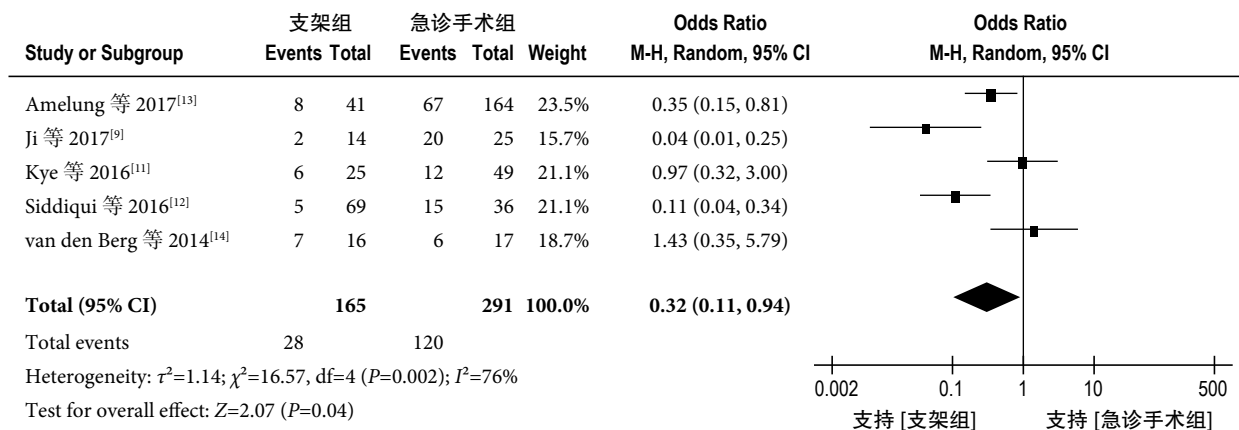 支架组 急诊手术组 Odds Ratio Odds Ratio
Study or Subgroup Events Total Events Total Weight M-H, Random, 95% CI M-H, Random, 95% CI
Amelung 等 2017[13] 8 41 67 164 23.5% 0.35 (0.15, 0.81)
Ji 等 2017[9] 2 14 20 25 15.7% 0.04 (0.01, 0.25)
Kye 等 2016[11] 6 25 12 49 21.1% 0.97 (0.32, 3.00)
Siddiqui 等 2016[12] 5 69 15 36 21.1% 0.11 (0.04, 0.34)
van den Berg 等 2014[14] 7 16 6 17 18.7% 1.43 (0.35, 5.79)
Total (95% CI) 165 291 100.0% 0.32 (0.11, 0.94)
Total events 28 120
Heterogeneity: τ²=1.14; χ²=16.57, df=4 (P=0.002); I²=76%
Test for overall effect: Z=2.07 (P=0.04)
0.002 0.1 1 10 500
支持 [支架组] 支持 [急诊手术组]